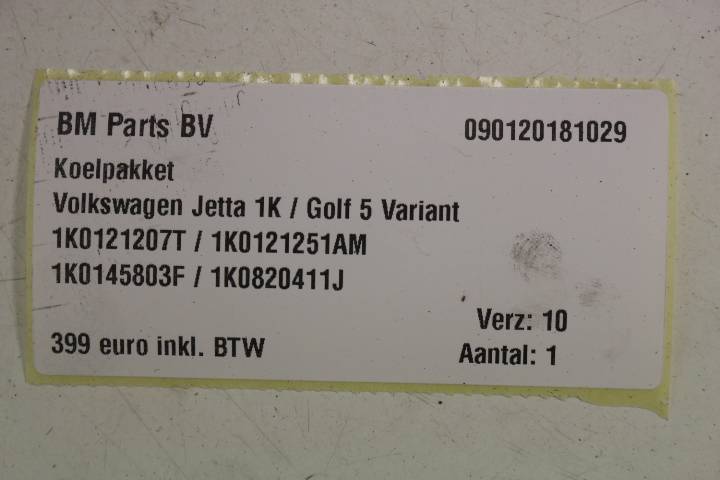 BM Parts BV 090120181029
Koelpakket
Volkswagen Jetta 1K / Golf 5 Variant
1K0121207T / 1K0121251AM
1K0145803F / 1K0820411J
Verz: 10
399 euro inkl. BTW Aantal: 1